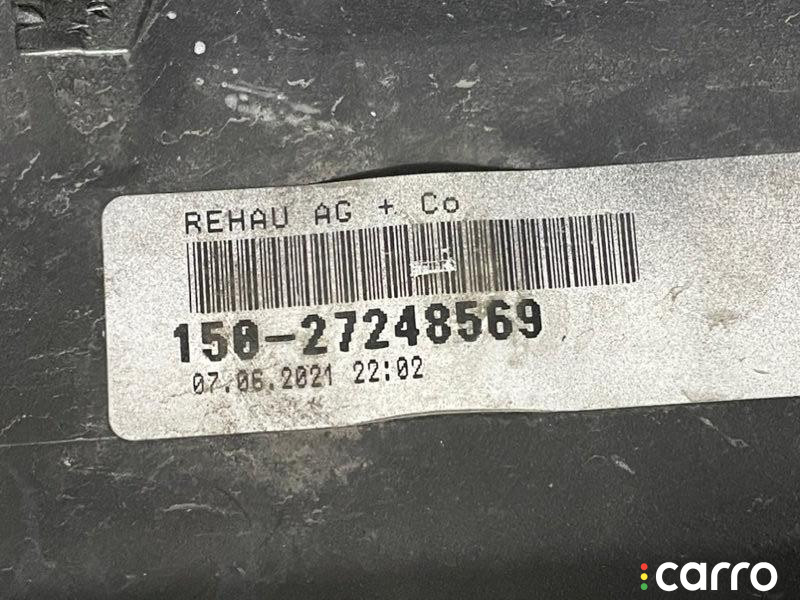 REHAU AG + Co
150-27248569
07.06.2021 22:02
carro